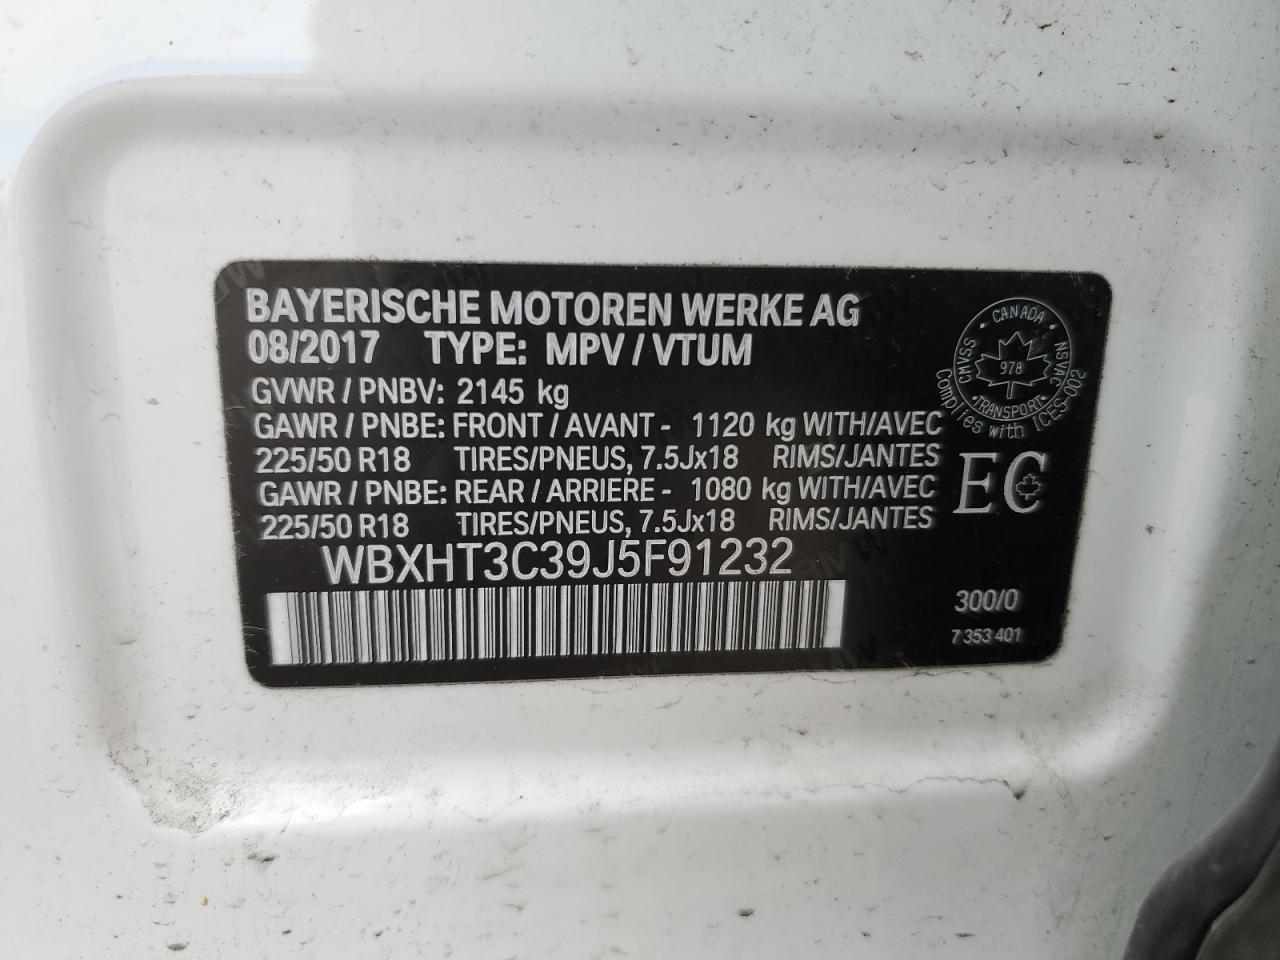 BAYERISCHE MOTOREN WERKE AG
08/2017 TYPE: MPV / VTUM
GVWR / PNBV: 2145 kg
GAWR / PNBE: FRONT / AVANT - 1120 kg WITH/AVEC
225/50 R18 TIRES/PNEUS, 7.5Jx18 RIMS/JANTES
GAWR / PNBE: REAR / ARRIERE - 1080 kg WITH/AVEC
225/50 R18 TIRES/PNEUS, 7.5Jx18 RIMS/JANTES
WBXHT3C39J5F91232
CANADA
CMVSS
978
NSVAC
TRANSPORT
Complies with ICES-002
EC
300/0
7 353 401